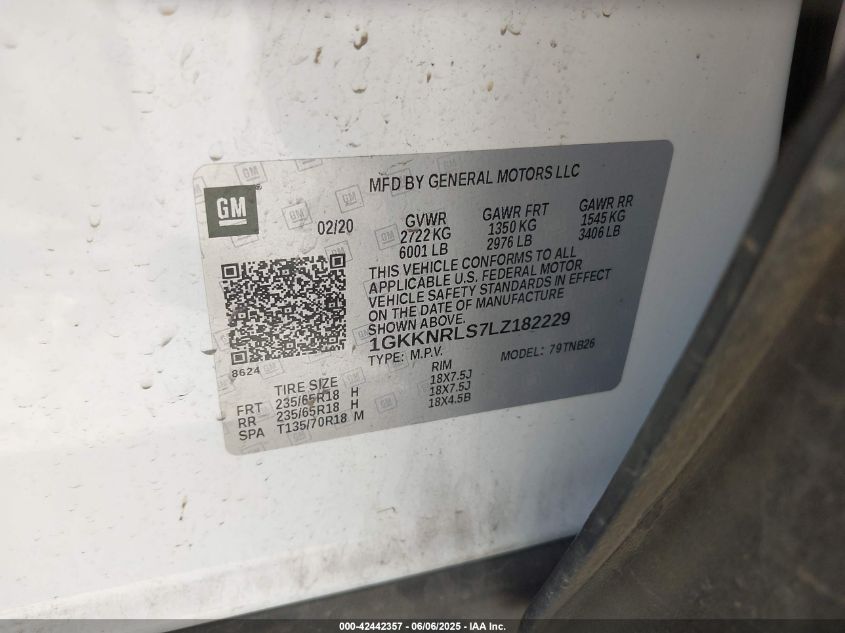 MFD BY GENERAL MOTORS LLC
GM ®
02/20
GVWR GAWR FRT GAWR RR
2722 KG 1350 KG 1545 KG
6001 LB 2976 LB 3406 LB
THIS VEHICLE CONFORMS TO ALL
APPLICABLE U.S. FEDERAL MOTOR
VEHICLE SAFETY STANDARDS IN EFFECT
ON THE DATE OF MANUFACTURE
SHOWN ABOVE.
1GKKNRLS7LZ182229
TYPE: M.P.V. MODEL: 79TNB26
8624
TIRE SIZE RIM
FRT 235/65R18 H 18X7.5J
RR 235/65R18 H 18X7.5J
SPA T135/70R18 M 18X4.5B
000-42442357 - 06/06/2025 - IAA Inc.